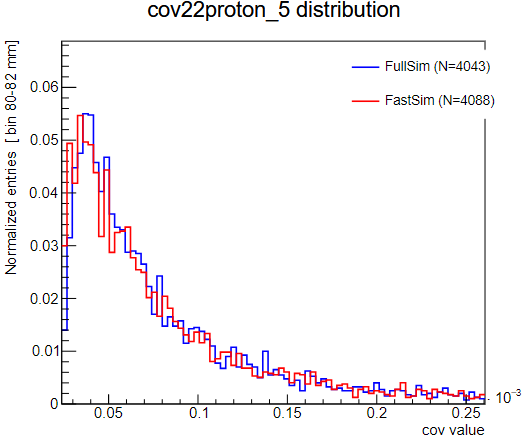 cov22proton_5 distribution
Normalized entries [ bin 80-82 mm]
FullSim (N=4043)
FastSim (N=4088)
0.06
0.05
0.04
0.03
0.02
0.01
0
0.05
0.1
0.15
0.2
0.25
10⁻³
cov value